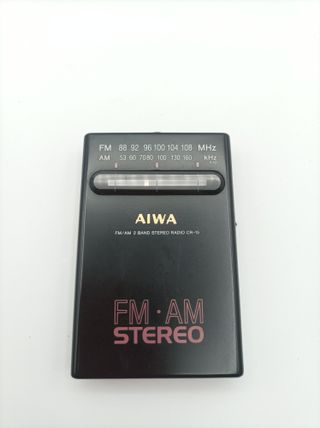 FM 88 92 96 100 104 108 MHz
AM 53 60 70 80 100 130 160 kHz
AIWA
FM/AM 2 BAND STEREO RADIO CR-15
FM · AM
STEREO